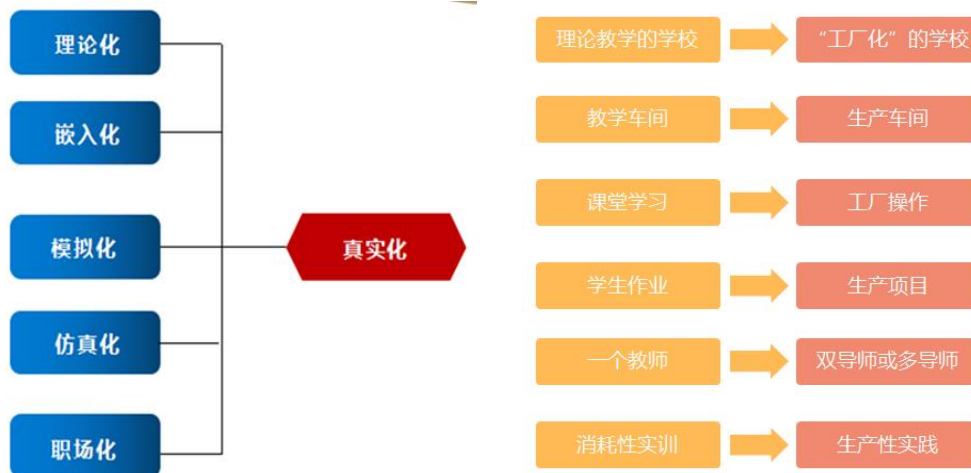 理论化
嵌入化
模拟化
仿真化
职场化
真实化
理论教学的学校
“工厂化”的学校
教学车间
生产车间
课堂学习
工厂操作
学生作业
生产项目
一个教师
双导师或多导师
消耗性实训
生产性实践